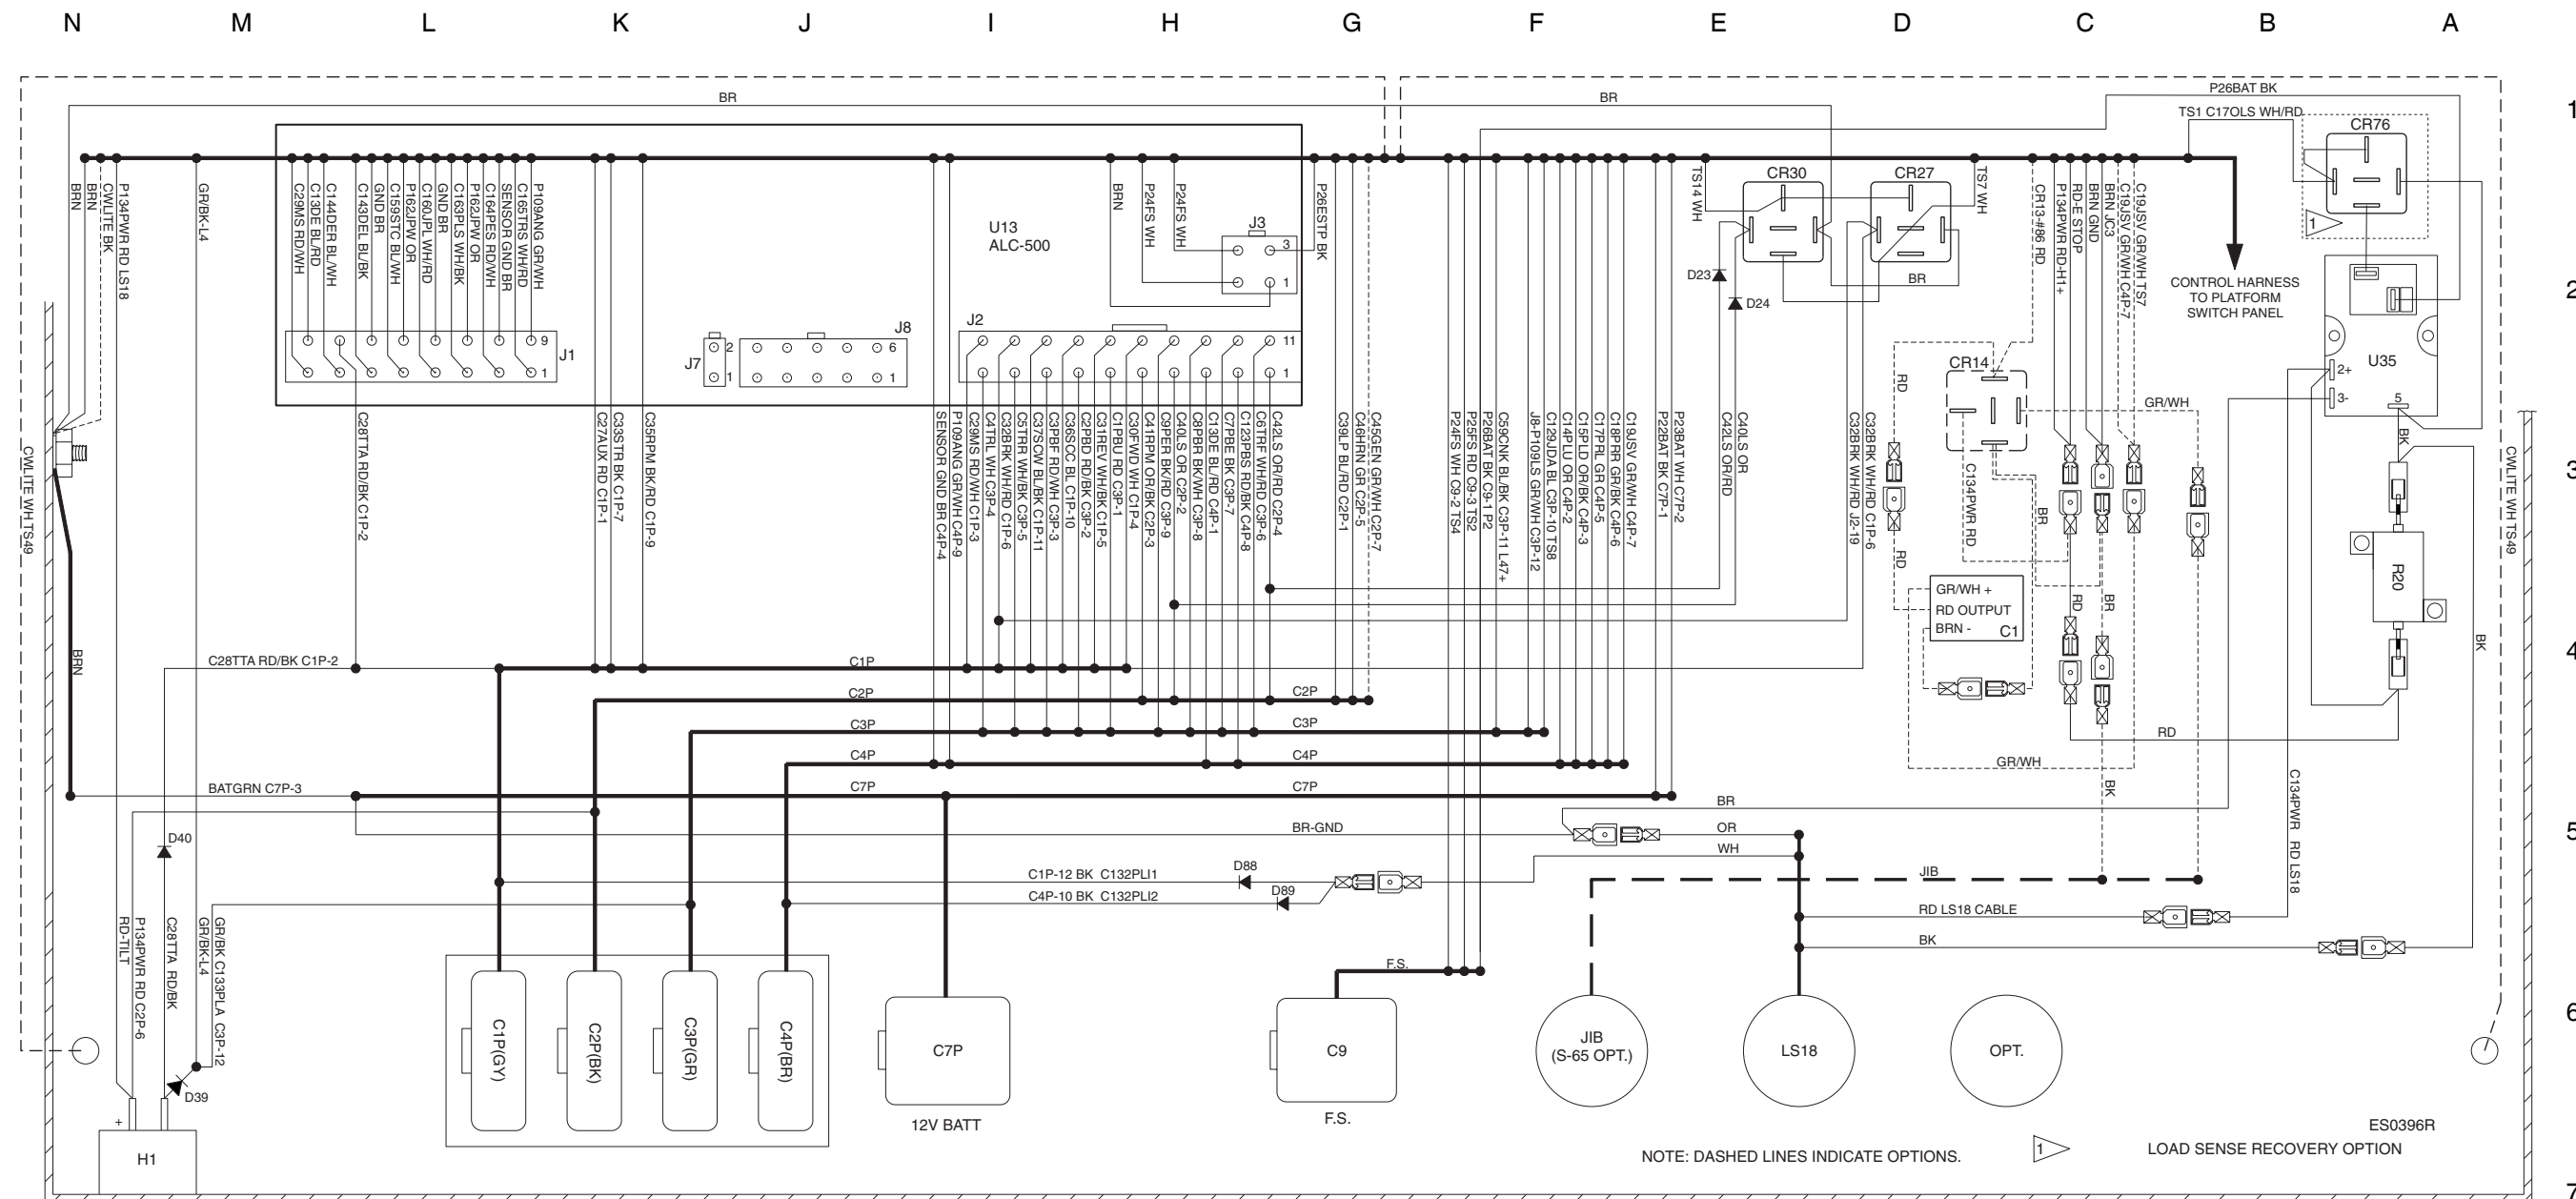 N M L K J I H G F E D C B A
1
2
3
4
5
6
7
BR
BR
P26BAT BK
TS1 C17OLS WH/RD
CR76
1
BRN
BRN
CWLITE BK
P134PWR RD LS18
GR/BK-L4
C29MS RD/WH
C13DE BL/RD
C144DER BL/WH
C143DEL BL/BK
GND BR
C159STC BL/WH
P162JPW OR
C160JPL WH/RD
GND BR
C163PLS WH/BK
P162JPW OR
C164PES RD/WH
SENSOR GND BR
C165TRS WH/RD
P109ANG GR/WH
U13
ALC-500
BRN
P24FS WH
P24FS WH
J3
3
1
P26ESTP BK
TS14 WH
CR30
CR27
TS7 WH
BR
D23
D24
CR13-#86 RD
P134PWR RD-H1+
RD-E STOP
BRN GND
BRN JC3
C19JSV GR/WH C4P-7
C19JSV GR/WH TS7
CONTROL HARNESS
TO PLATFORM
SWITCH PANEL
J1
9
1
J7
2
1
J8
6
1
J2
11
1
CR14
U35
2+
3-
5
BK
GR/WH
RD
RD
C134PWR RD
BR
CWLITE WH TS49
CWLITE WH TS49
C28TTA RD/BK C1P-2
C27AUX RD C1P-1
C33STR BK C1P-7
C35RPM BK/RD C1P-9
SENSOR GND BR C4P-4
P109ANG GR/WH C4P-9
C29MS RD/WH C1P-3
C4TRL WH C3P-4
C32BRK WH/RD C1P-6
C5TRR WH/BK C3P-5
C37SCW BL/BK C1P-11
C3PBF RD/WH C3P-3
C36SCC BL C1P-10
C2PBD RD/BK C3P-2
C31REV WH/BK C1P-5
C1PBU RD C3P-1
C30FWD WH C1P-4
C41RPM OR/BK C2P-3
C9PER BK/RD C3P-9
C40LS OR C2P-2
C8PBR BK/WH C3P-8
C13DE BL/RD C4P-1
C7PBE BK C3P-7
C123PBS RD/BK C4P-8
C6TRF WH/RD C3P-6
C42LS OR/RD C2P-4
C39LP BL/RD C2P-1
C46HRN GR C2P-5
C45GEN GR/WH C2P-7
P24FS WH C9-2 TS4
P25FS RD C9-3 TS2
P26BAT BK C9-1 P2
C59CNK BL/BK C3P-11 L47+
J8-P109LS GR/WH C3P-12
C129JDA BL C3P-10 TS8
C14PLU OR C4P-2
C15PLD OR/BK C4P-3
C17PRL GR C4P-5
C18PRR GR/BK C4P-6
C19JSV GR/WH C4P-7
P22BAT BK C7P-1
P23BAT WH C7P-2
C42LS OR/RD
C40LS OR
C32BRK WH/RD J2-19
C32BRK WH/RD C1P-6
GR/WH +
RD OUTPUT
BRN -
C1
RD
BR
R20
BK
BRN
C28TTA RD/BK C1P-2
C1P
C2P
C2P
C3P
C3P
C4P
C4P
C7P
C7P
RD
GR/WH
BK
C134PWR RD LS18
BATGRN C7P-3
D40
BR-GND
BR
OR
WH
C1P-12 BK C132PLI1
D88
C4P-10 BK C132PLI2
D89
JIB
RD LS18 CABLE
BK
RD-TILT
P134PWR RD C2P-6
C28TTA RD/BK
GR/BK-L4
GR/BK C133PLA C3P-12
D39
F.S.
C1P(GY)
C2P(BK)
C3P(GR)
C4P(BR)
C7P
12V BATT
C9
F.S.
JIB
(S-65 OPT.)
LS18
OPT.
+
H1
ES0396R
NOTE: DASHED LINES INDICATE OPTIONS.
1
LOAD SENSE RECOVERY OPTION